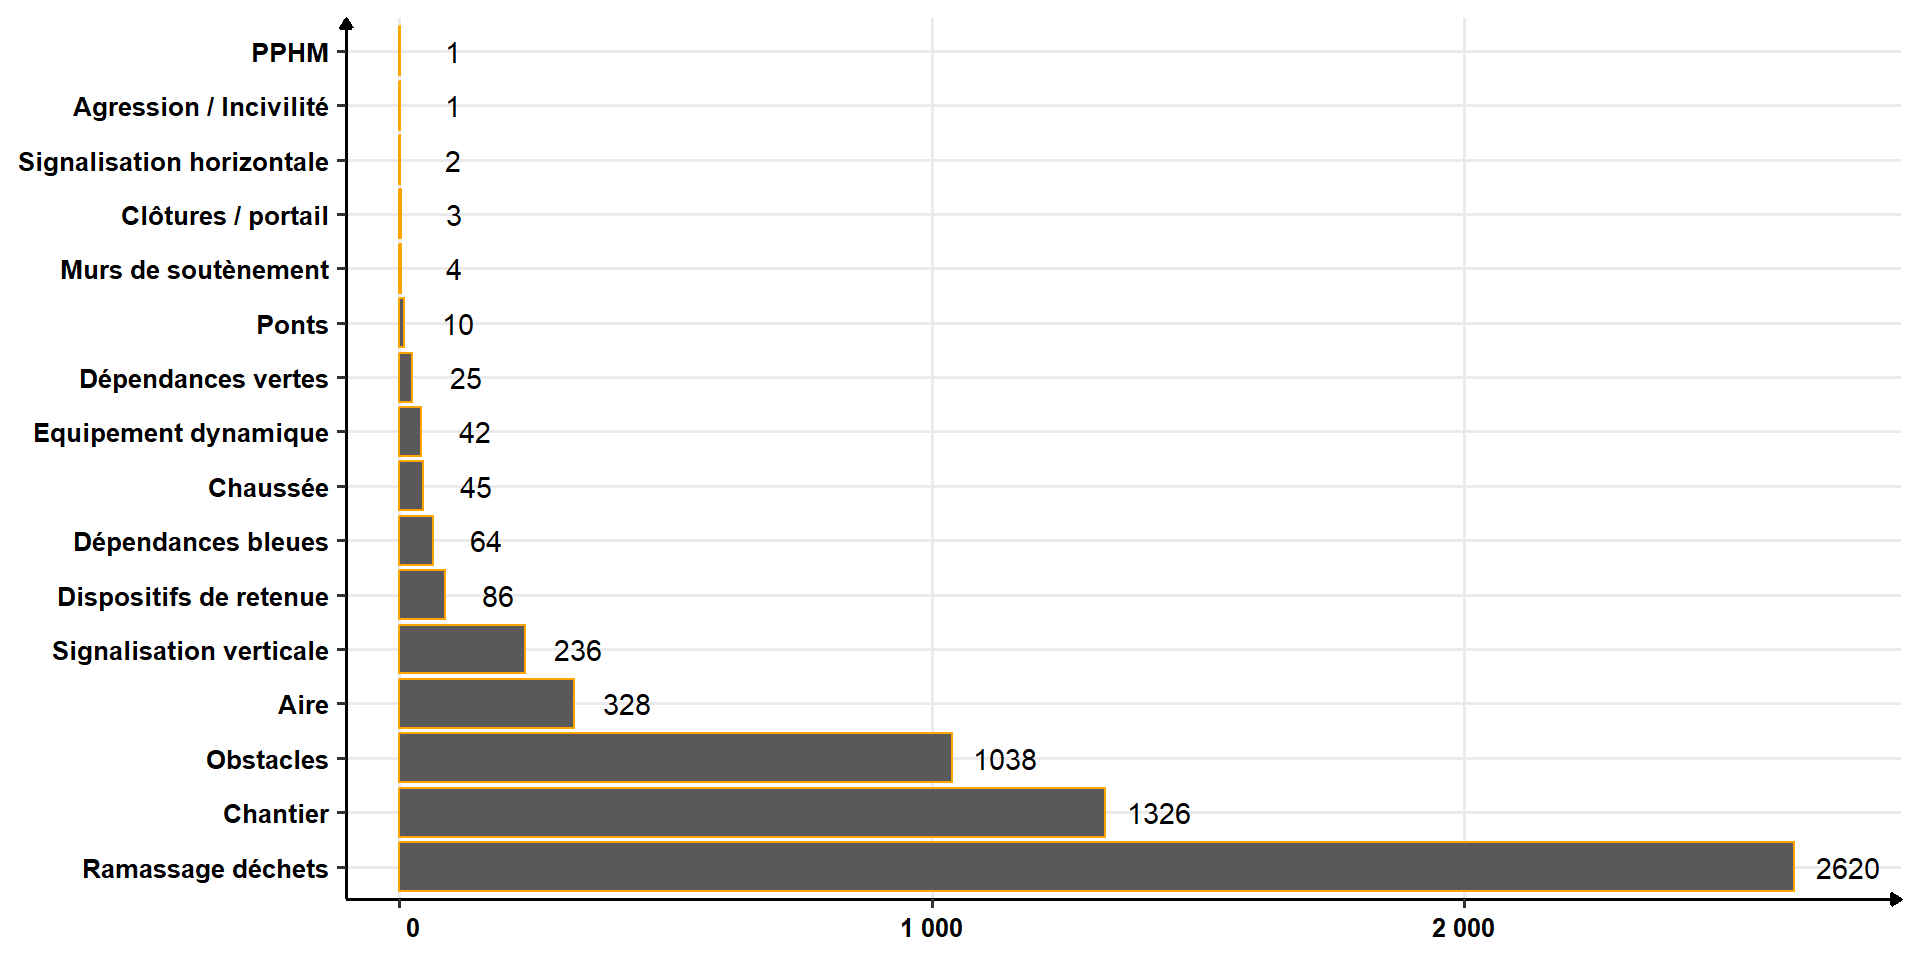 PPHM 1
Agression / Incivilité 1
Signalisation horizontale 2
Clôtures / portail 3
Murs de soutènement 4
Ponts 10
Dépendances vertes 25
Equipement dynamique 42
Chaussée 45
Dépendances bleues 64
Dispositifs de retenue 86
Signalisation verticale 236
Aire 328
Obstacles 1038
Chantier 1326
Ramassage déchets 2620
0 1 000 2 000